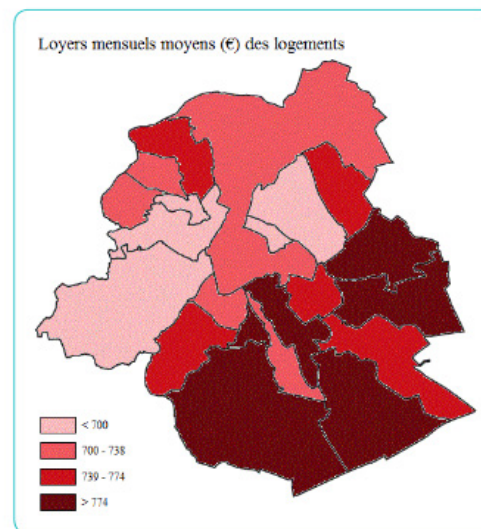 Loyers mensuels moyens (€) des logements
< 700
700 - 738
739 - 774
> 774